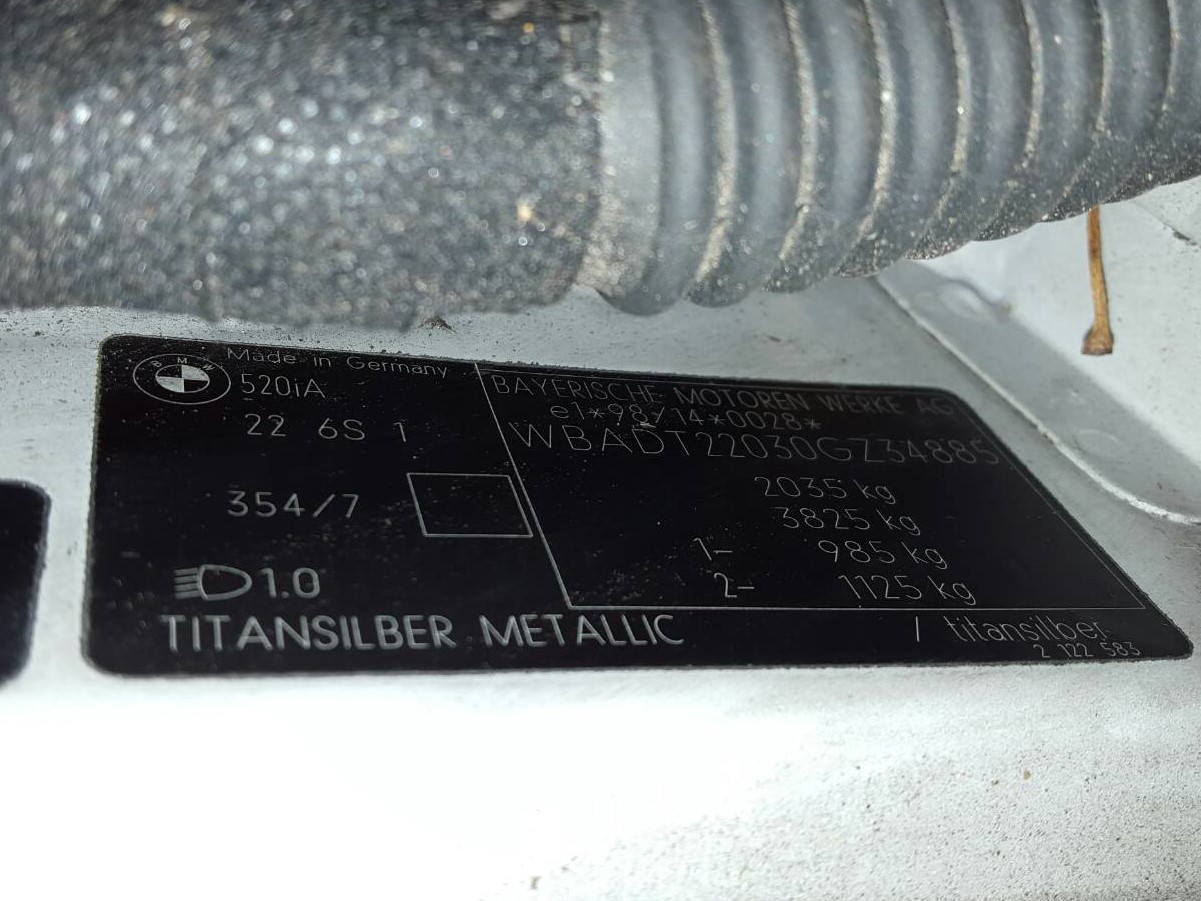 BMW
Made in Germany
520iA
22 6S 1
354/7
1.0
TITANSILBER METALLIC
BAYERISCHE MOTOREN WERKE AG
e1*98/14*0028*
WBADT22030GZ34885
2035 kg
3825 kg
1– 985 kg
2– 1125 kg
/ titansilber
2 122 583